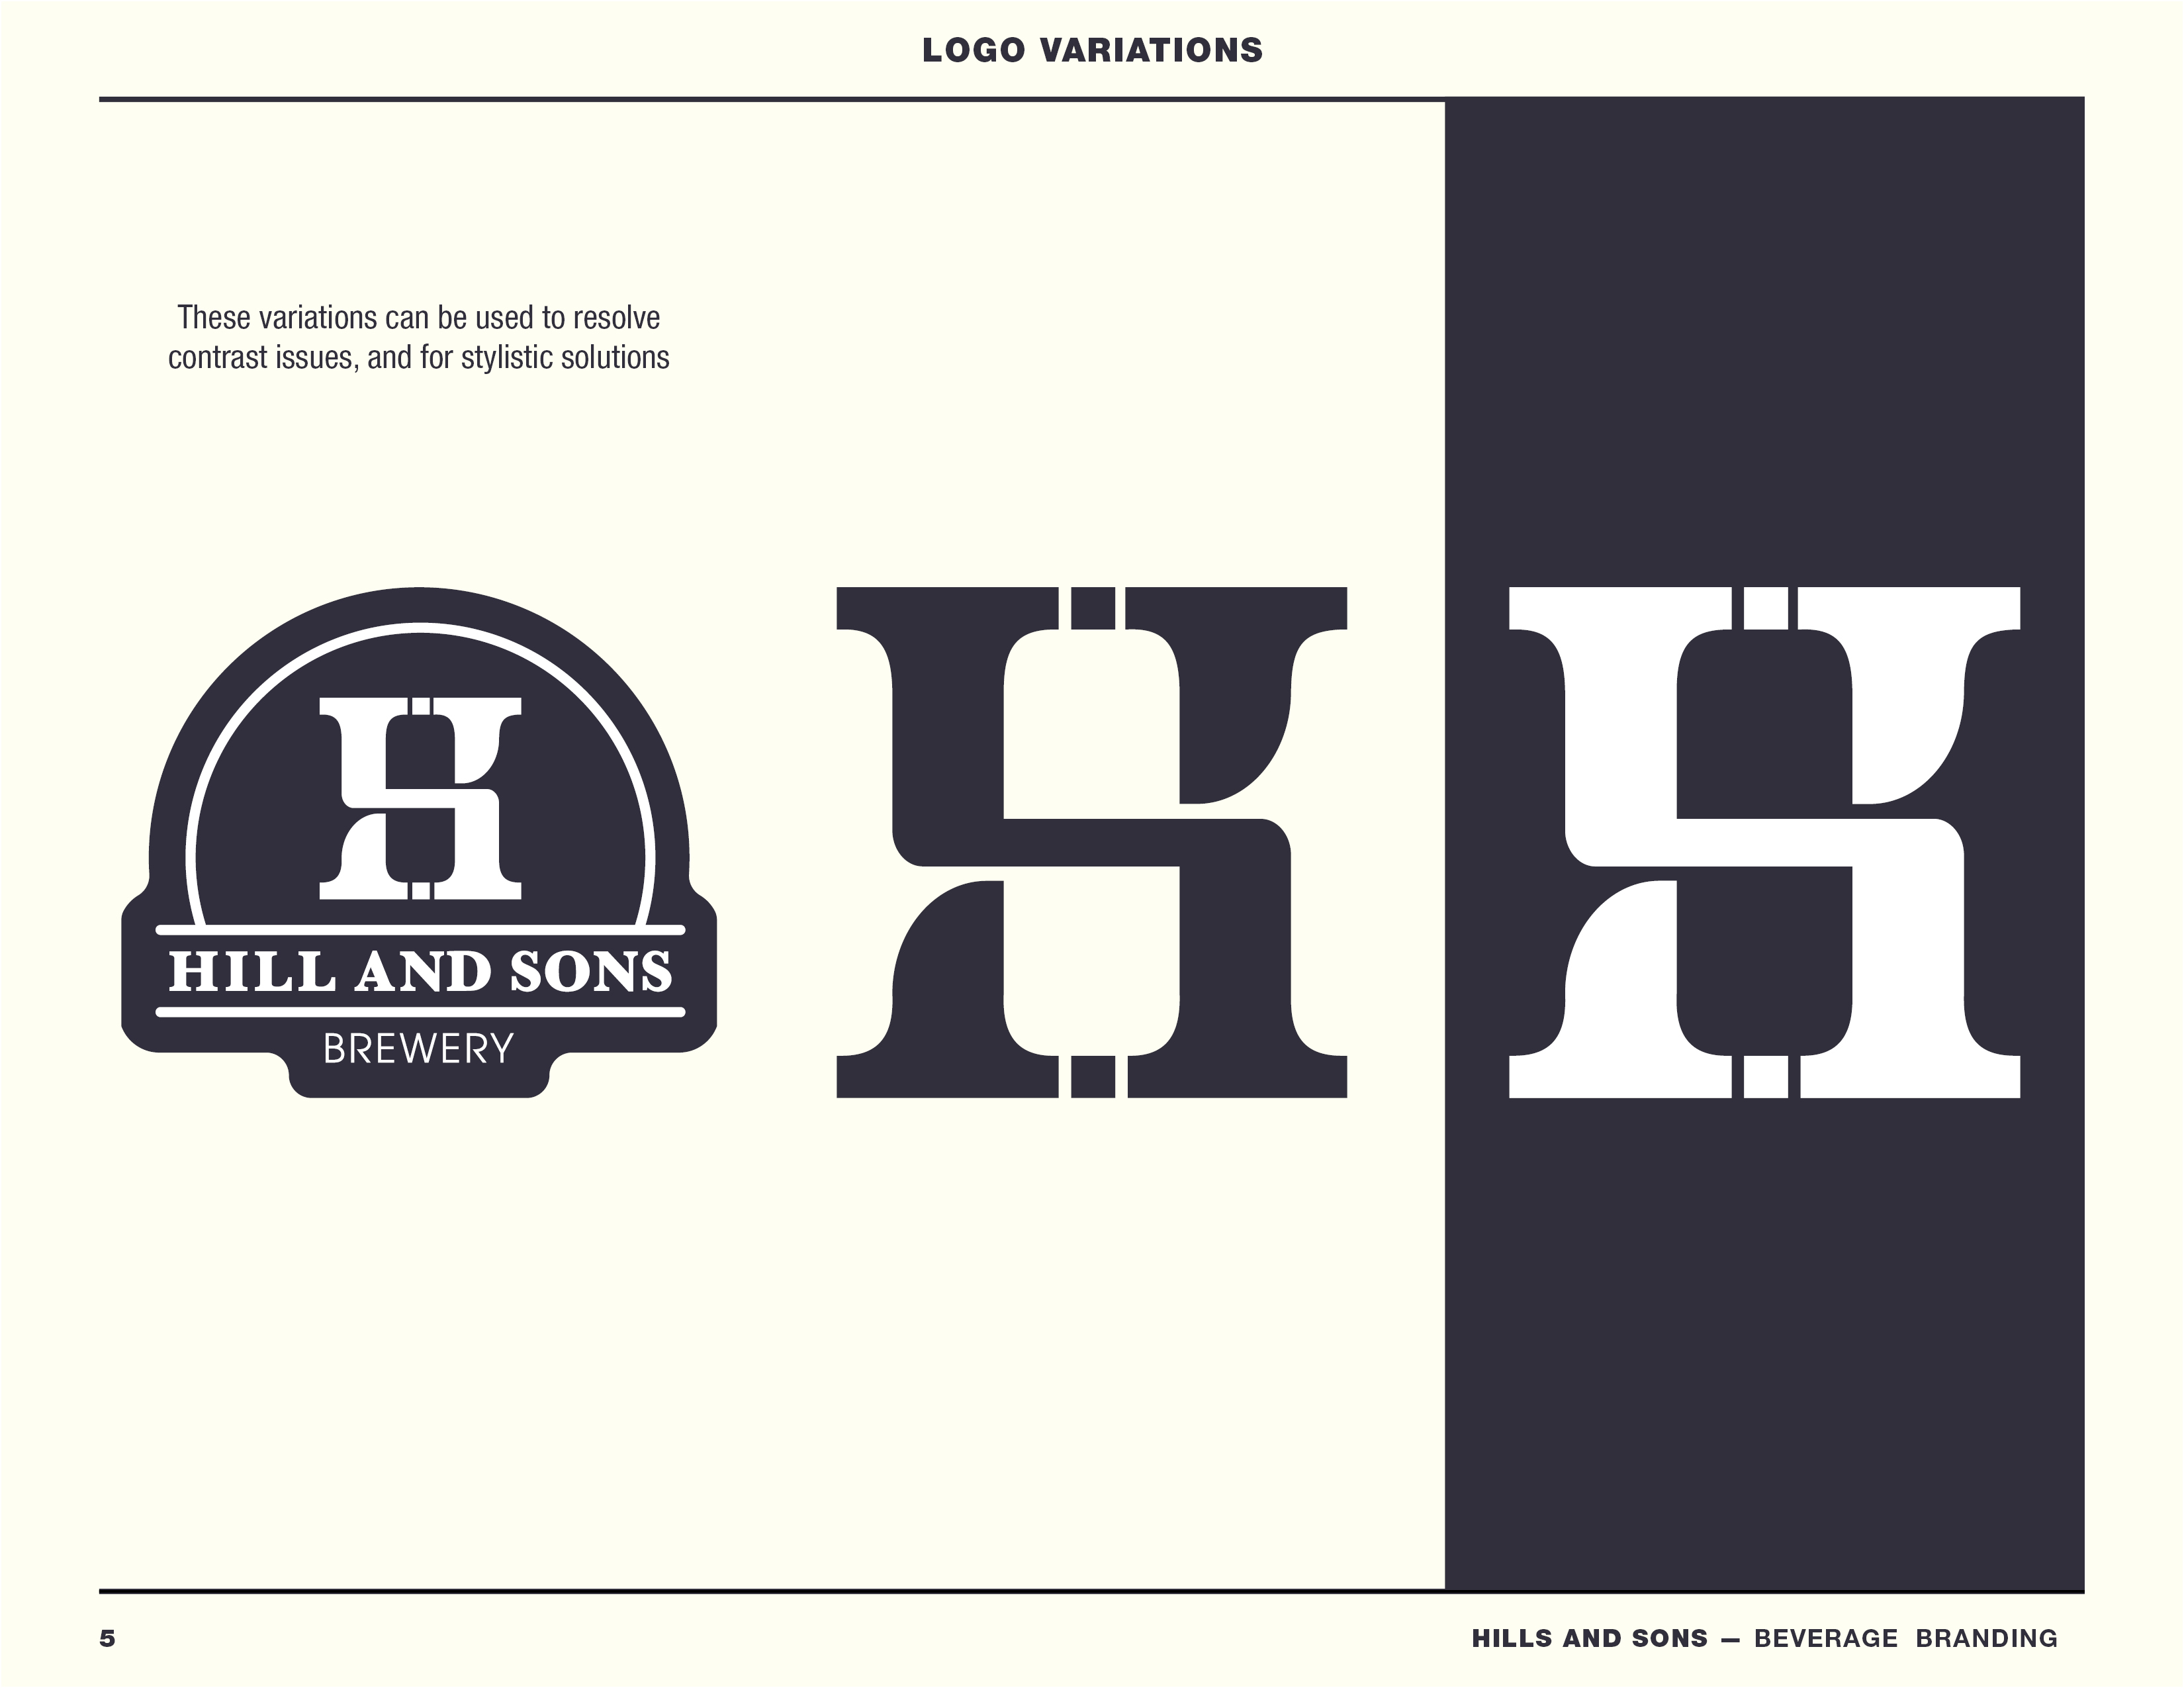 LOGO VARIATIONS
These variations can be used to resolve
contrast issues, and for stylistic solutions
H
HILL AND SONS
BREWERY
H
H
5
HILLS AND SONS — BEVERAGE BRANDING